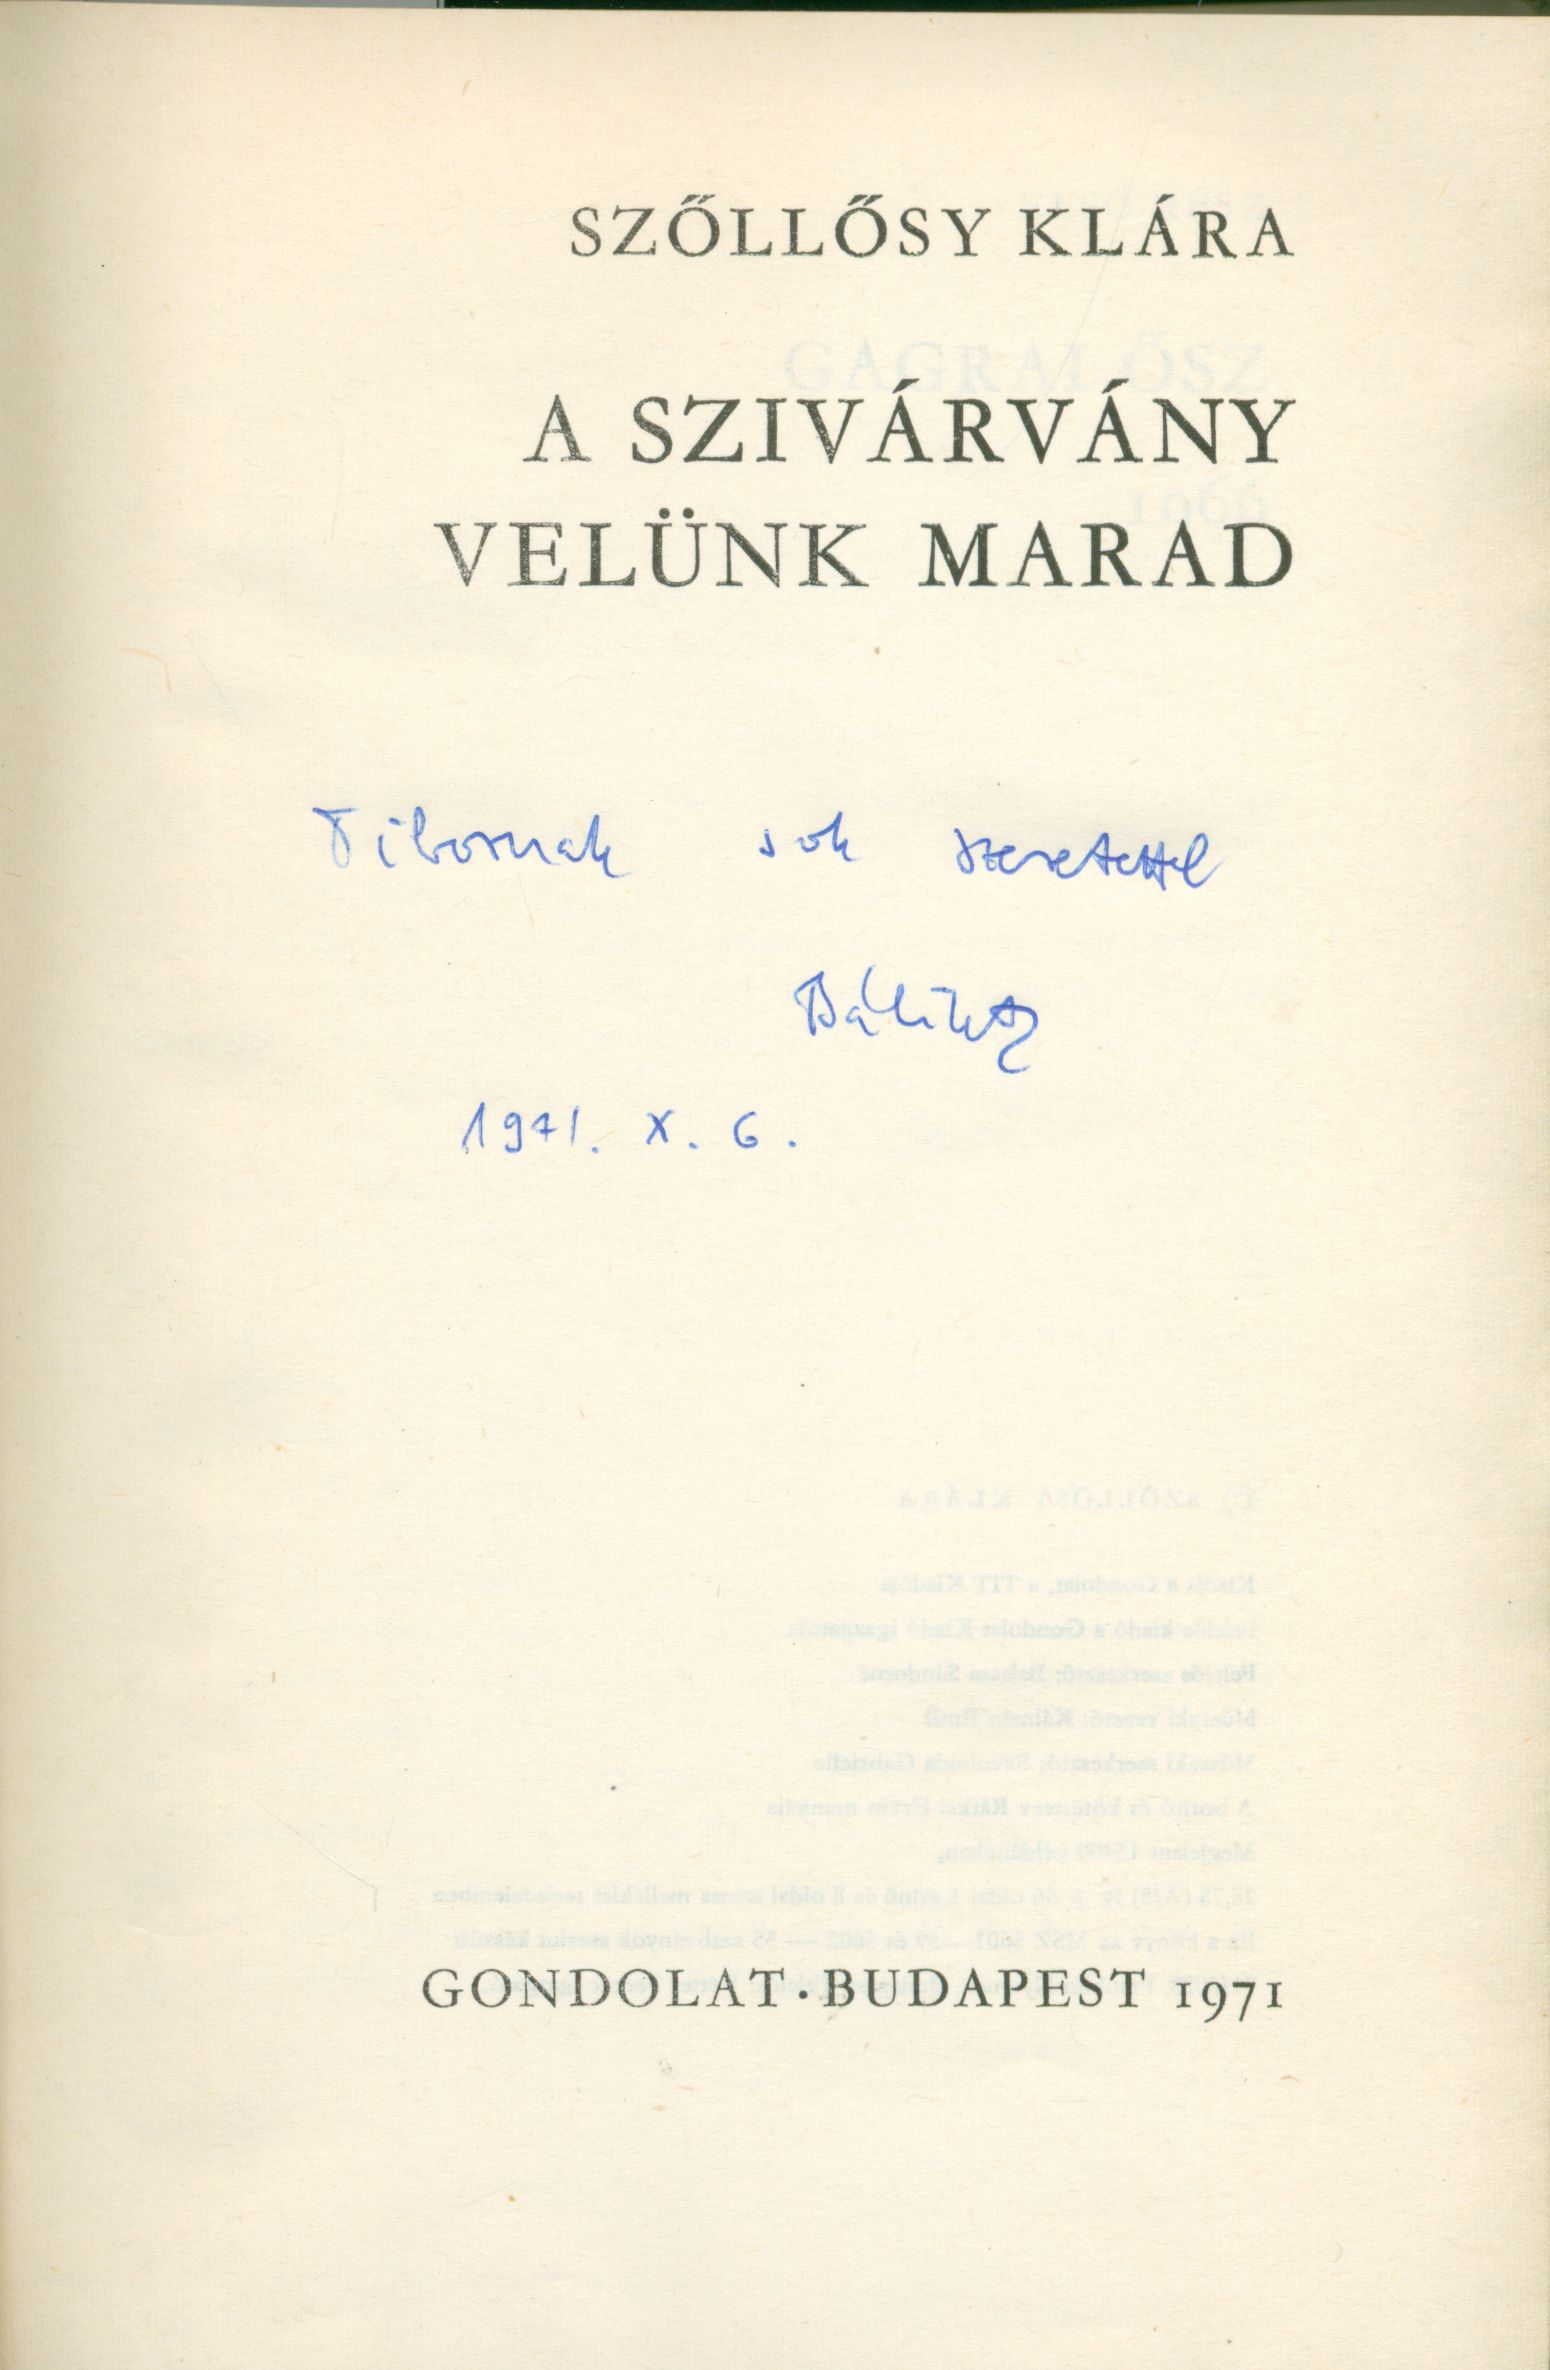 SZŐLLŐSY KLÁRA
A SZIVÁRVÁNY
VELÜNK MARAD
Tibornak sok szeretettel
1971. X. 6.
GONDOLAT · BUDAPEST 1971